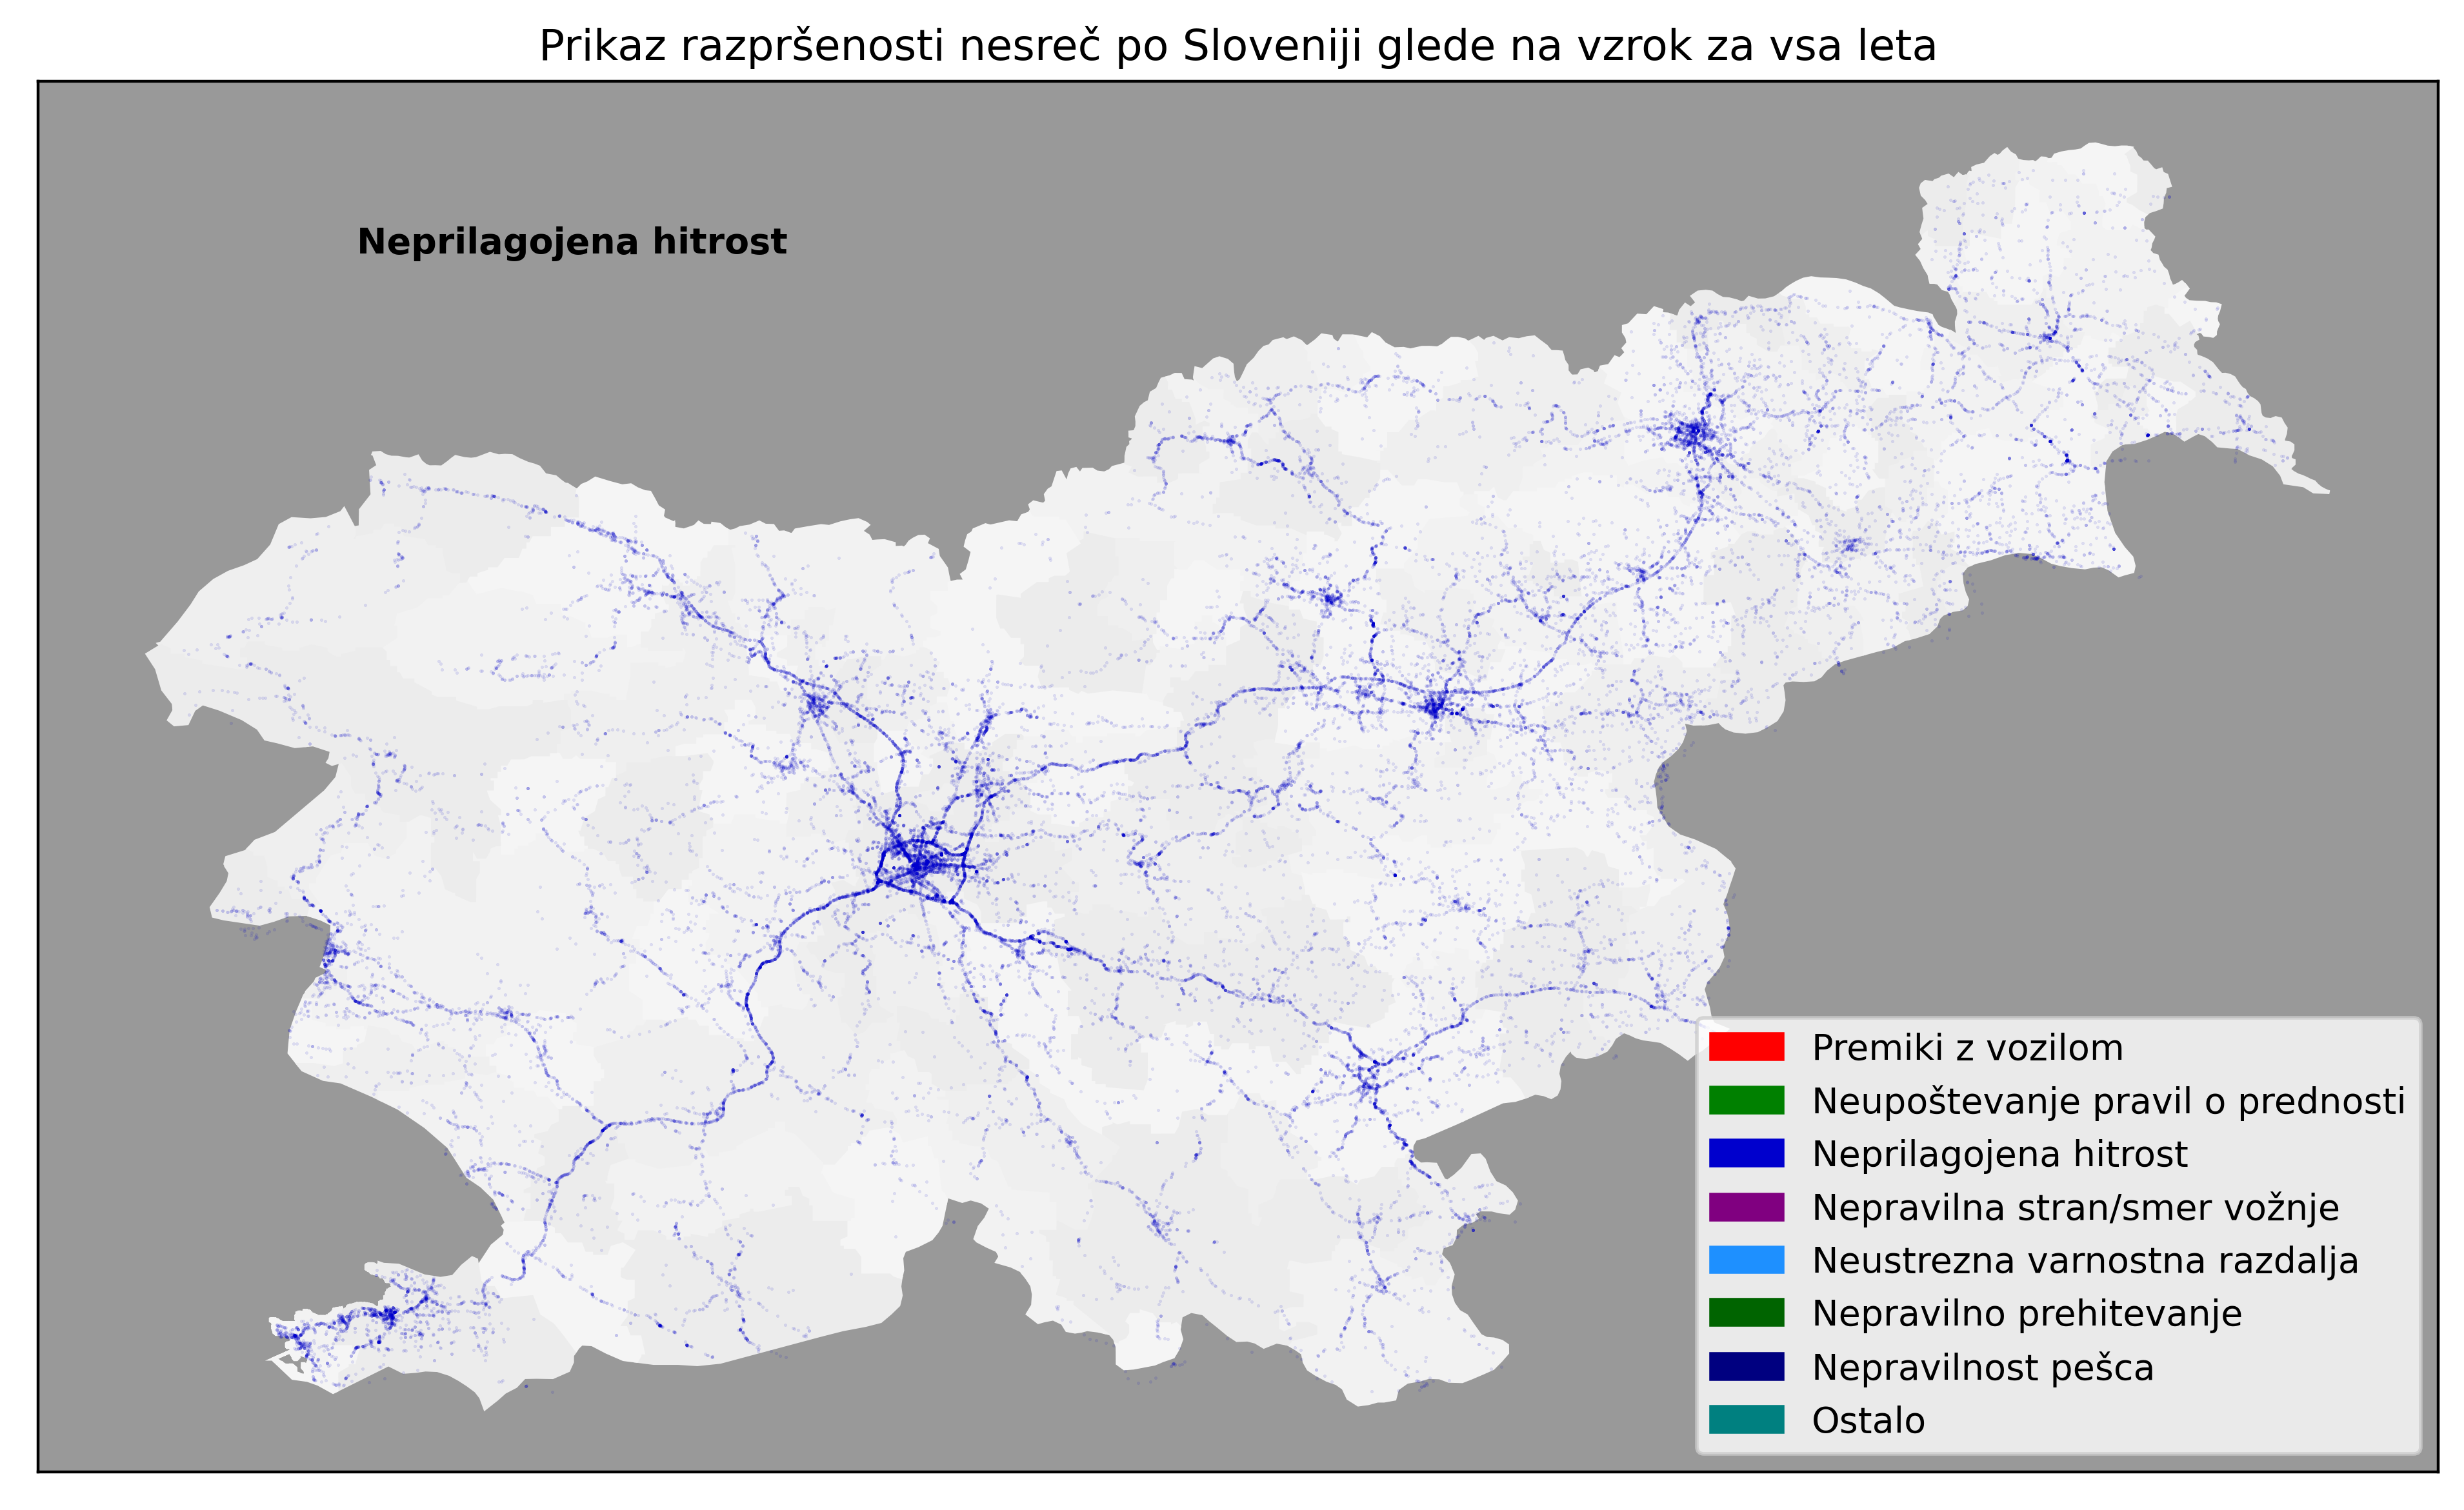 Prikaz razpršenosti nesreč po Sloveniji glede na vzrok za vsa leta
Neprilagojena hitrost
Premiki z vozilom
Neupoštevanje pravil o prednosti
Neprilagojena hitrost
Nepravilna stran/smer vožnje
Neustrezna varnostna razdalja
Nepravilno prehitevanje
Nepravilnost pešca
Ostalo